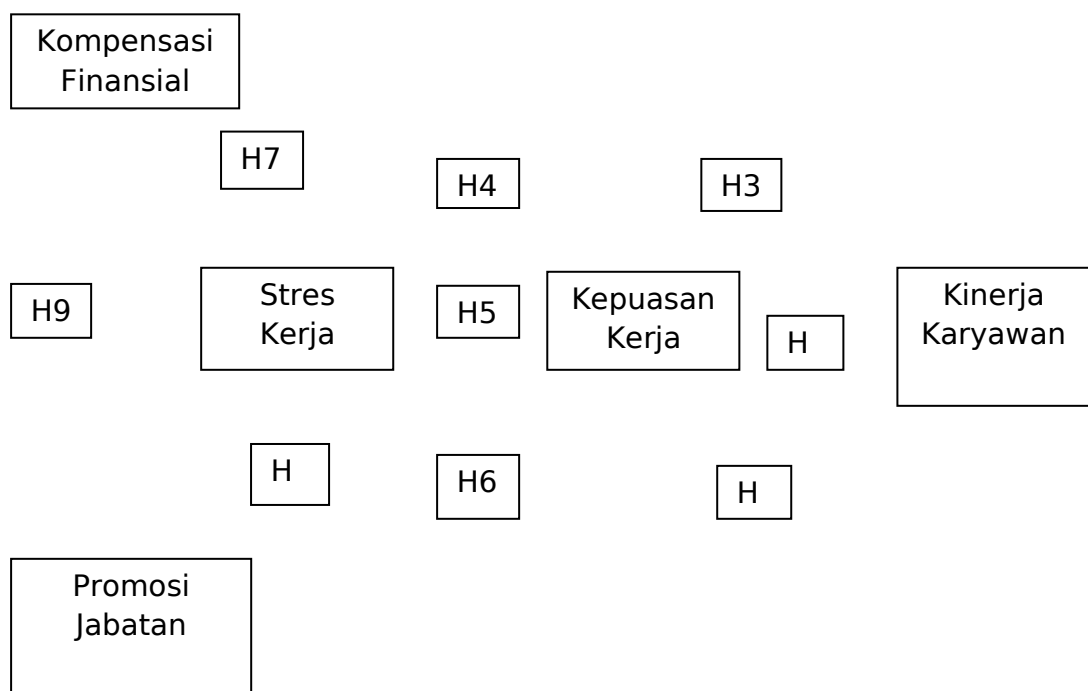 Kompensasi
Finansial
H7
H4
H3
H9
Stres
Kerja
H5
Kepuasan
Kerja
H
Kinerja
Karyawan
H
H6
H
Promosi
Jabatan